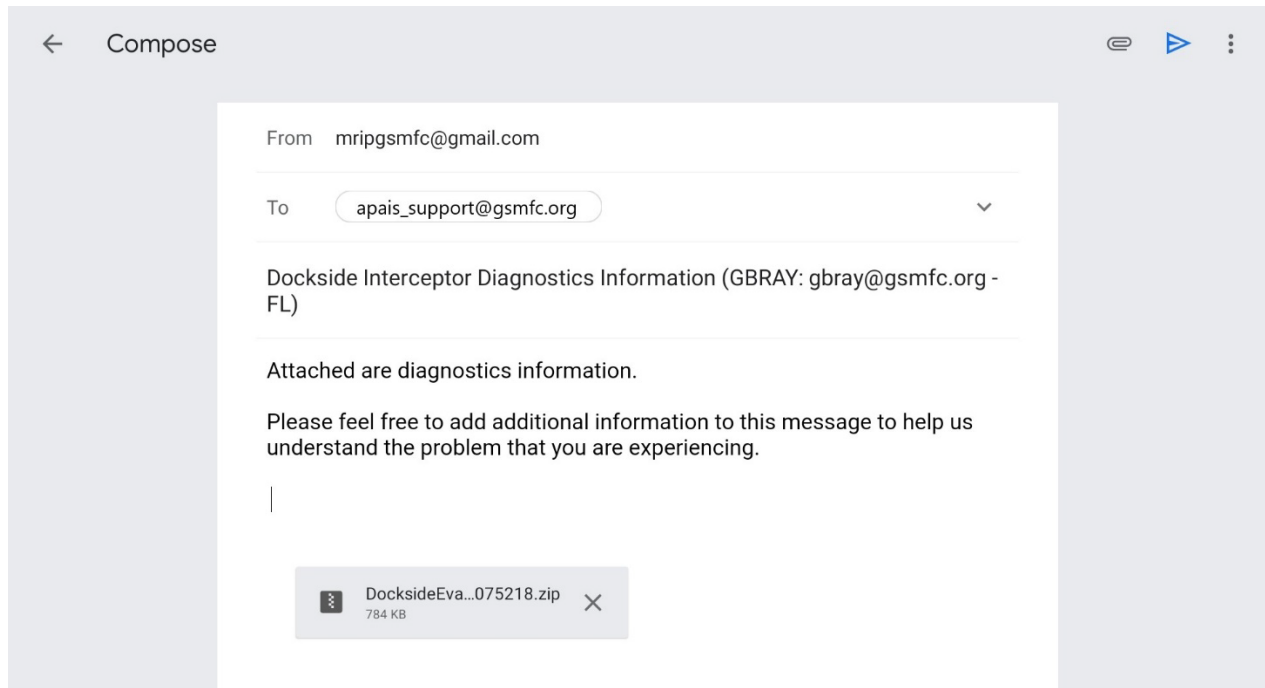 Compose
From mripgsmfc@gmail.com
To apais_support@gsmfc.org
Dockside Interceptor Diagnostics Information (GBRAY: gbray@gsmfc.org -
FL)
Attached are diagnostics information.
Please feel free to add additional information to this message to help us
understand the problem that you are experiencing.
DocksideEva...075218.zip
784 KB